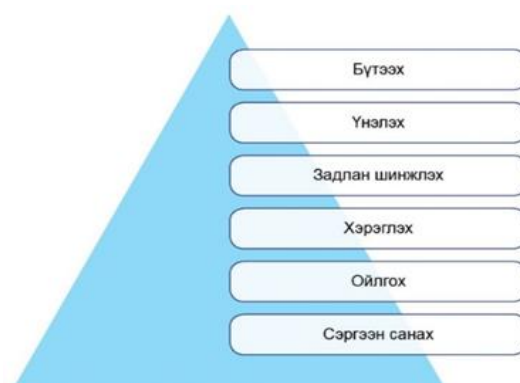 Бүтээх
Үнэлэх
Задлан шинжлэх
Хэрэглэх
Ойлгох
Сэргээн санах